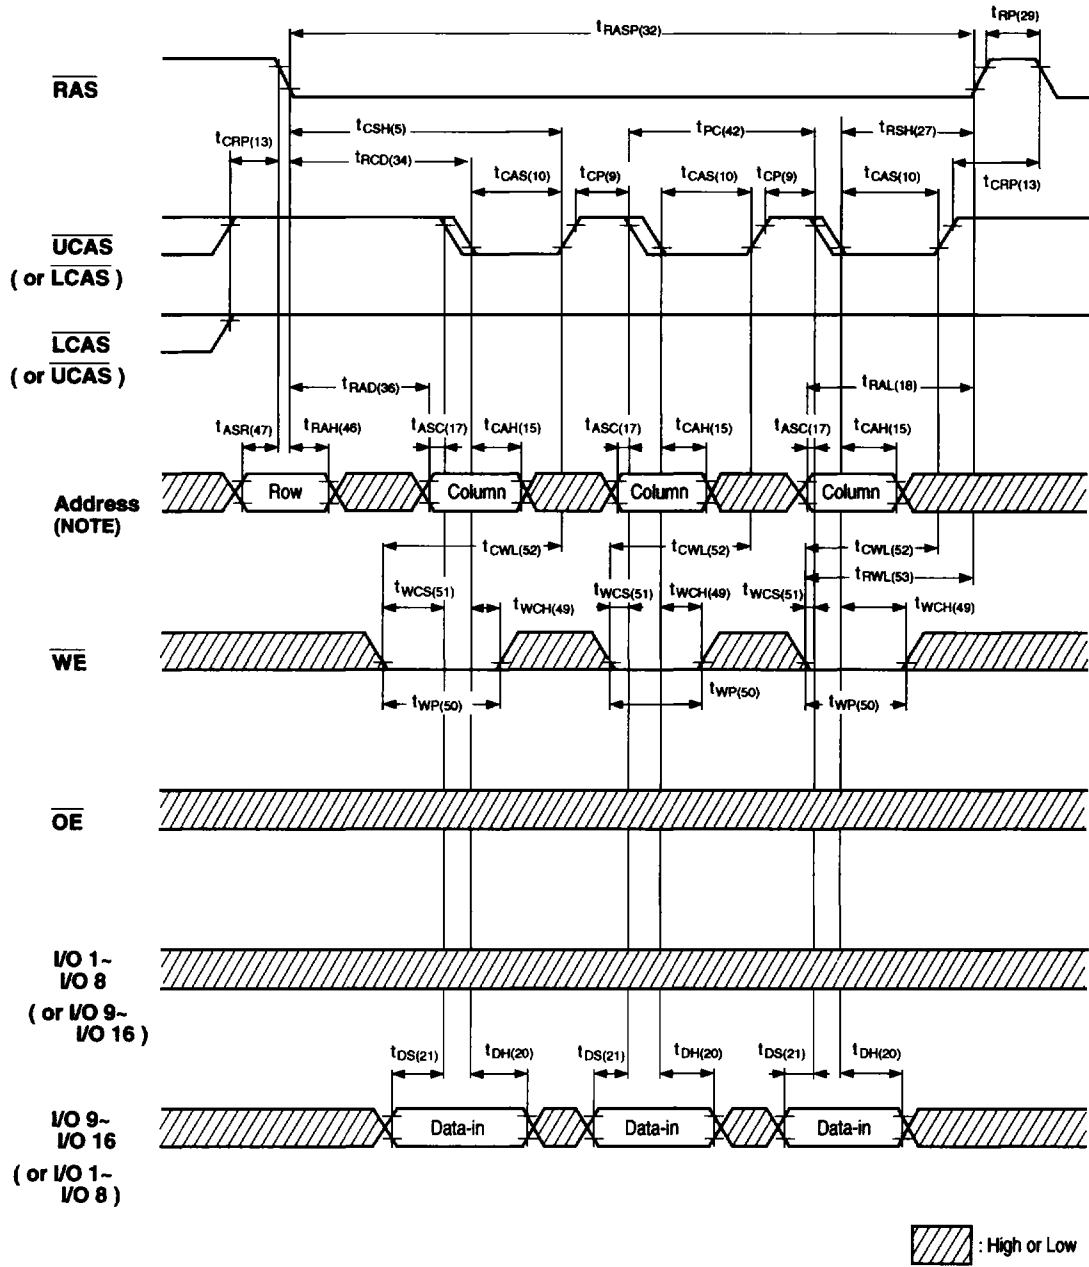 tRASP(32)
tRP(29)
RAS
tCRP(13)
tCSH(5)
tPC(42)
tRSH(27)
tRCD(34)
tCAS(10)
tCP(9)
tCAS(10)
tCP(9)
tCAS(10)
tCRP(13)
UCAS
( or LCAS )
LCAS
( or UCAS )
tRAD(36)
tRAL(18)
tASR(47)
tRAH(46)
tASC(17)
tCAH(15)
tASC(17)
tCAH(15)
tASC(17)
tCAH(15)
Address
(NOTE)
Row
Column
Column
Column
tCWL(52)
tCWL(52)
tCWL(52)
tRWL(53)
tWCS(51)
tWCH(49)
tWCS(51)
tWCH(49)
tWCS(51)
tWCH(49)
WE
tWP(50)
tWP(50)
tWP(50)
OE
I/O 1~
I/O 8
( or I/O 9~
I/O 16 )
tDS(21)
tDH(20)
tDS(21)
tDH(20)
tDS(21)
tDH(20)
I/O 9~
I/O 16
( or I/O 1~
I/O 8 )
Data-in
Data-in
Data-in
: High or Low